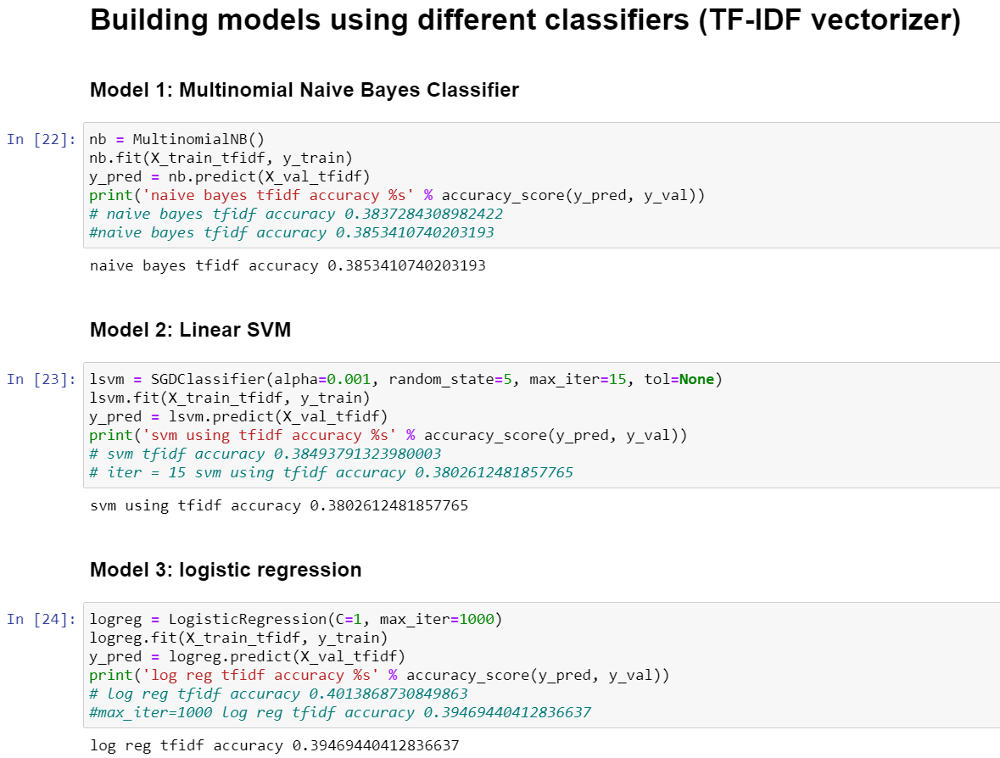 Building models using different classifiers (TF-IDF vectorizer)
Model 1: Multinomial Naive Bayes Classifier
In [22]: nb = MultinomialNB()
nb.fit(X_train_tfidf, y_train)
y_pred = nb.predict(X_val_tfidf)
print('naive bayes tfidf accuracy %s' % accuracy_score(y_pred, y_val))
# naive bayes tfidf accuracy 0.3837284308982422
#naive bayes tfidf accuracy 0.3853410740203193
naive bayes tfidf accuracy 0.3853410740203193
Model 2: Linear SVM
In [23]: lsvm = SGDClassifier(alpha=0.001, random_state=5, max_iter=15, tol=None)
lsvm.fit(X_train_tfidf, y_train)
y_pred = lsvm.predict(X_val_tfidf)
print('svm using tfidf accuracy %s' % accuracy_score(y_pred, y_val))
# svm tfidf accuracy 0.38493791323980003
# iter = 15 svm using tfidf accuracy 0.3802612481857765
svm using tfidf accuracy 0.3802612481857765
Model 3: logistic regression
In [24]: logreg = LogisticRegression(C=1, max_iter=1000)
logreg.fit(X_train_tfidf, y_train)
y_pred = logreg.predict(X_val_tfidf)
print('log reg tfidf accuracy %s' % accuracy_score(y_pred, y_val))
# log reg tfidf accuracy 0.4013868730849863
#max_iter=1000 log reg tfidf accuracy 0.39469440412836637
log reg tfidf accuracy 0.39469440412836637